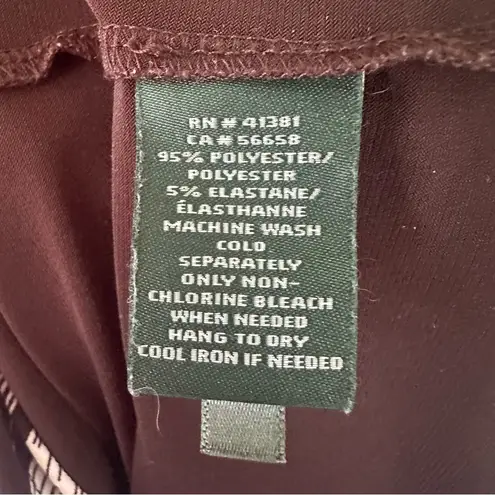 RN # 41381
CA # 56658
95% POLYESTER/
POLYESTER
5% ELASTANE/
ÉLASTHANNE
MACHINE WASH
COLD
SEPARATELY
ONLY NON-
CHLORINE BLEACH
WHEN NEEDED
HANG TO DRY
COOL IRON IF NEEDED